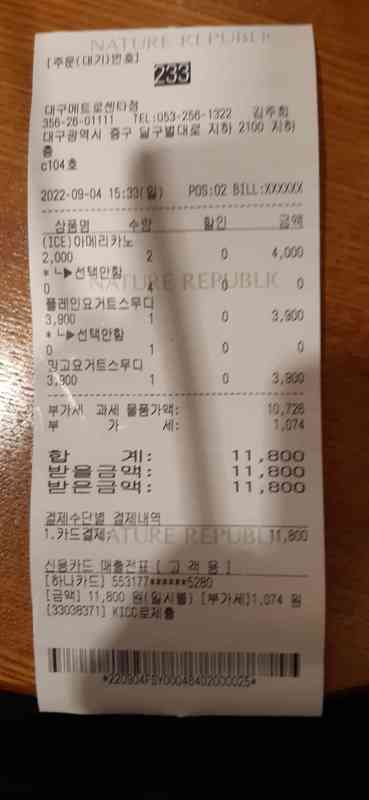 NATURE REPUBLIC
[주문(대기)번호]
233
대구메트로센타점
356-26-01111 TEL:053-256-1322 김주희
대구광역시 중구 달구벌대로 지하 2100 지하
층
c104호
2022-09-04 15:33(일) POS:02 BILL:XXXXXX
상품명 수량 할인 금액
(ICE)아메리카노
2,000 2 0 4,000
* ┗▶선택안함
NATURE REPUBLIC
0 0 0
플레인요거트스무디
3,900 1 0 3,900
* ┗▶선택안함
0 1 0 0
망고요거트스무디
3,900 1 0 3,900
부가세 과세 물품가액: 10,726
부 가 세: 1,074
합 계: 11,800
받을금액: 11,800
받은금액: 11,800
결제수단별 결제내역
NATURE REPUBLIC
1.카드결제: 11,800
신용카드 매출전표 [ 고 객 용 ]
[하나카드] 553177******5280
[금액] 11,800 원(일시불) [부가세]1,074 원
[33038371] KICC로제출